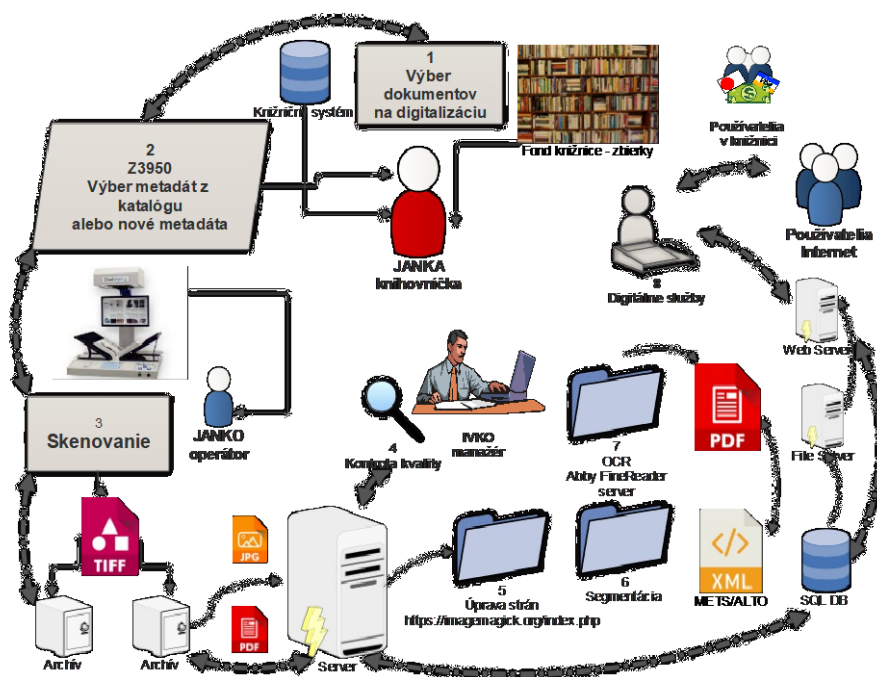 1
Výber
dokumentov
na digitalizáciu
Knižničný systém
Fond knižnice - zbierky
Používatelia
v knižnici
2
Z3950
Výber metadát z
katalógu
alebo nové metadáta
JANKA
knihovníčka
Používatelia
Internet
8
Digitálne služby
Web Server
3
Skenovanie
JANKO
operátor
4
Kontrola kvality
IVKO
manažér
7
OCR
Abby FineReader
server
PDF
File Server
TIFF
JPG
PDF
5
Úprava strán
https://imagemagick.org/index.php
6
Segmentácia
</>
XML
METS/ALTO
SQL DB
Archív
Archív
Server